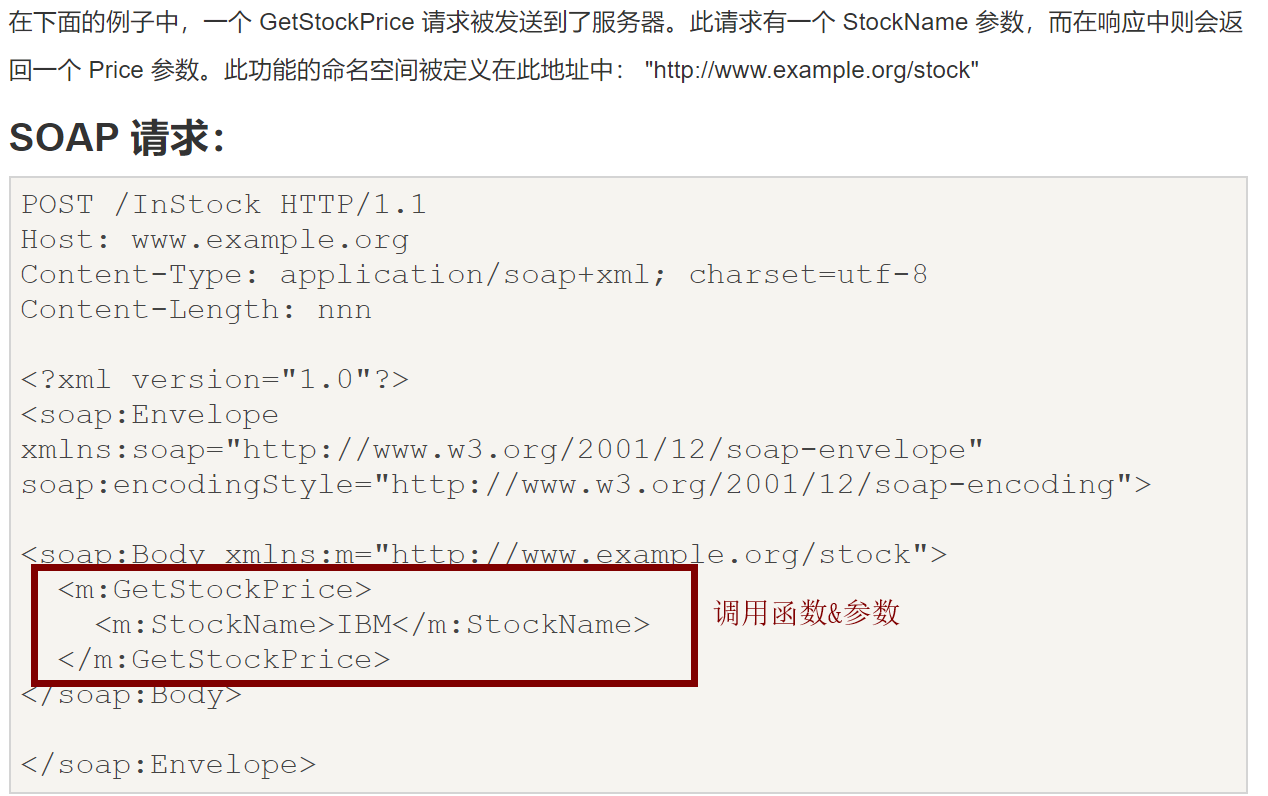 在下面的例子中，一个 GetStockPrice 请求被发送到了服务器。此请求有一个 StockName 参数，而在响应中则会返
回一个 Price 参数。此功能的命名空间被定义在此地址中： "http://www.example.org/stock"
SOAP 请求：
POST /InStock HTTP/1.1
Host: www.example.org
Content-Type: application/soap+xml; charset=utf-8
Content-Length: nnn
<?xml version="1.0"?>
<soap:Envelope
xmlns:soap="http://www.w3.org/2001/12/soap-envelope"
soap:encodingStyle="http://www.w3.org/2001/12/soap-encoding">
<soap:Body xmlns:m="http://www.example.org/stock">
<m:GetStockPrice>
<m:StockName>IBM</m:StockName>
</m:GetStockPrice>
调用函数&参数
</soap:Body>
</soap:Envelope>